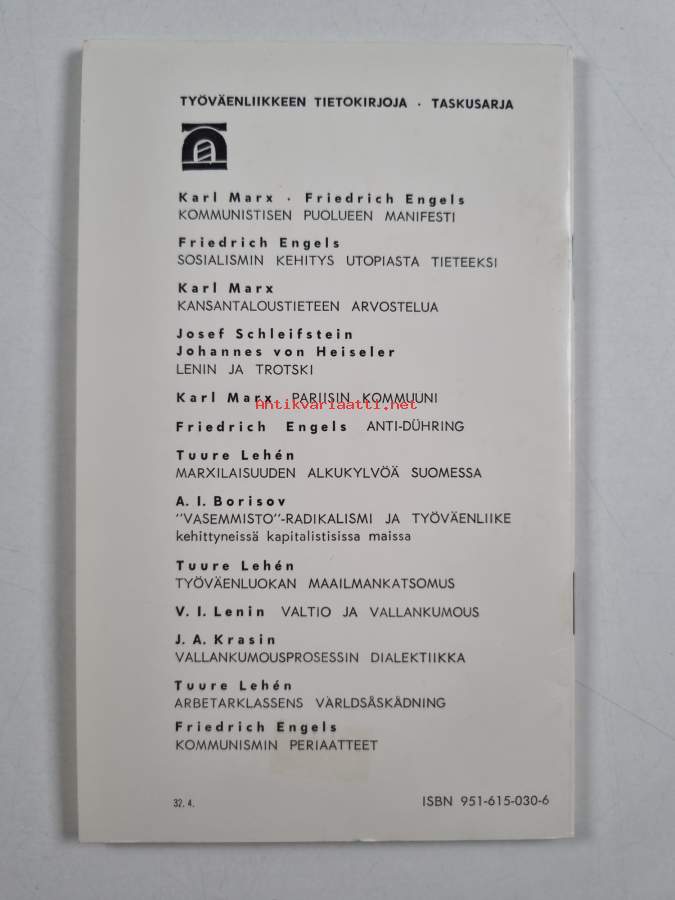 TYÖVÄENLIIKKEEN TIETOKIRJOJA · TASKUSARJA
Karl Marx · Friedrich Engels
KOMMUNISTISEN PUOLUEEN MANIFESTI
Friedrich Engels
SOSIALISMIN KEHITYS UTOPIASTA TIETEEKSI
Karl Marx
KANSANTALOUSTIETEEN ARVOSTELUA
Josef Schleifstein
Johannes von Heiseler
LENIN JA TROTSKI
Karl Marx PARIISIN KOMMUUNI
Antikvariaatti.net
Friedrich Engels ANTI-DÜHRING
Tuure Lehén
MARXILAISUUDEN ALKUKYLVÖÄ SUOMESSA
A. I. Borisov
"VASEMMISTO"-RADIKALISMI JA TYÖVÄENLIIKE
kehittyneissä kapitalistisissa maissa
Tuure Lehén
TYÖVÄENLUOKAN MAAILMANKATSOMUS
V. I. Lenin VALTIO JA VALLANKUMOUS
J. A. Krasin
VALLANKUMOUSPROSESSIN DIALEKTIIKKA
Tuure Lehén
ARBETARKLASSENS VÄRLDSÅSKÅDNING
Friedrich Engels
KOMMUNISMIN PERIAATTEET
32. 4.
ISBN 951-615-030-6